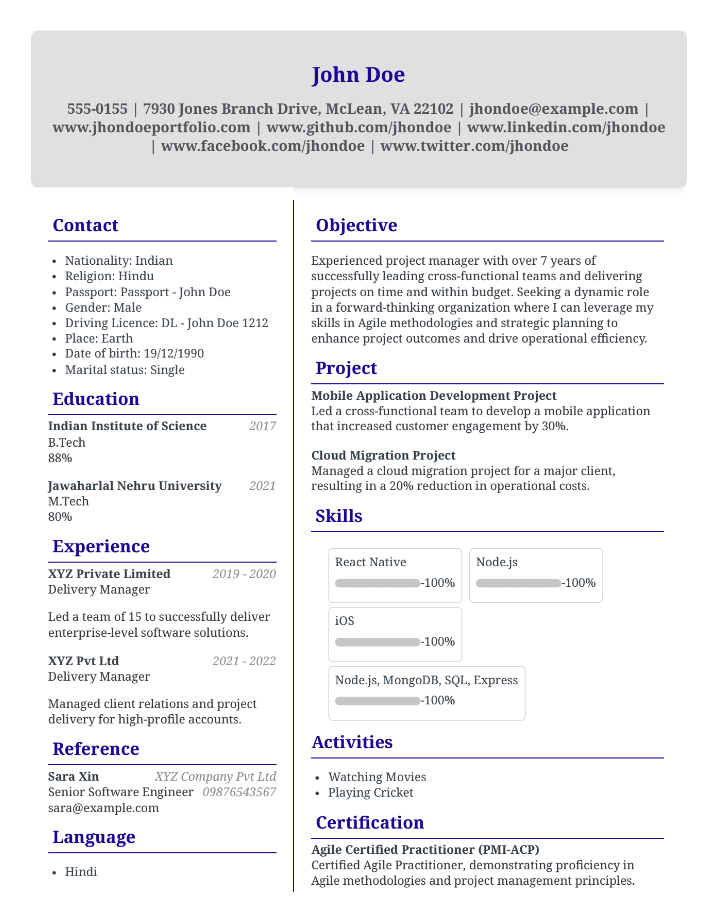 John Doe
555-0155 | 7930 Jones Branch Drive, McLean, VA 22102 | jhondoe@example.com |
www.jhondoeportfolio.com | www.github.com/jhondoe | www.linkedin.com/jhondoe
| www.facebook.com/jhondoe | www.twitter.com/jhondoe
Contact
• Nationality: Indian
• Religion: Hindu
• Passport: Passport - John Doe
• Gender: Male
• Driving Licence: DL - John Doe 1212
• Place: Earth
• Date of birth: 19/12/1990
• Marital status: Single
Education
Indian Institute of Science 2017
B.Tech
88%
Jawaharlal Nehru University 2021
M.Tech
80%
Experience
XYZ Private Limited 2019 - 2020
Delivery Manager
Led a team of 15 to successfully deliver
enterprise-level software solutions.
XYZ Pvt Ltd 2021 - 2022
Delivery Manager
Managed client relations and project
delivery for high-profile accounts.
Reference
Sara Xin XYZ Company Pvt Ltd
Senior Software Engineer 09876543567
sara@example.com
Language
• Hindi
Objective
Experienced project manager with over 7 years of
successfully leading cross-functional teams and delivering
projects on time and within budget. Seeking a dynamic role
in a forward-thinking organization where I can leverage my
skills in Agile methodologies and strategic planning to
enhance project outcomes and drive operational efficiency.
Project
Mobile Application Development Project
Led a cross-functional team to develop a mobile application
that increased customer engagement by 30%.
Cloud Migration Project
Managed a cloud migration project for a major client,
resulting in a 20% reduction in operational costs.
Skills
React Native
-100%
Node.js
-100%
iOS
-100%
Node.js, MongoDB, SQL, Express
-100%
Activities
• Watching Movies
• Playing Cricket
Certification
Agile Certified Practitioner (PMI-ACP)
Certified Agile Practitioner, demonstrating proficiency in
Agile methodologies and project management principles.